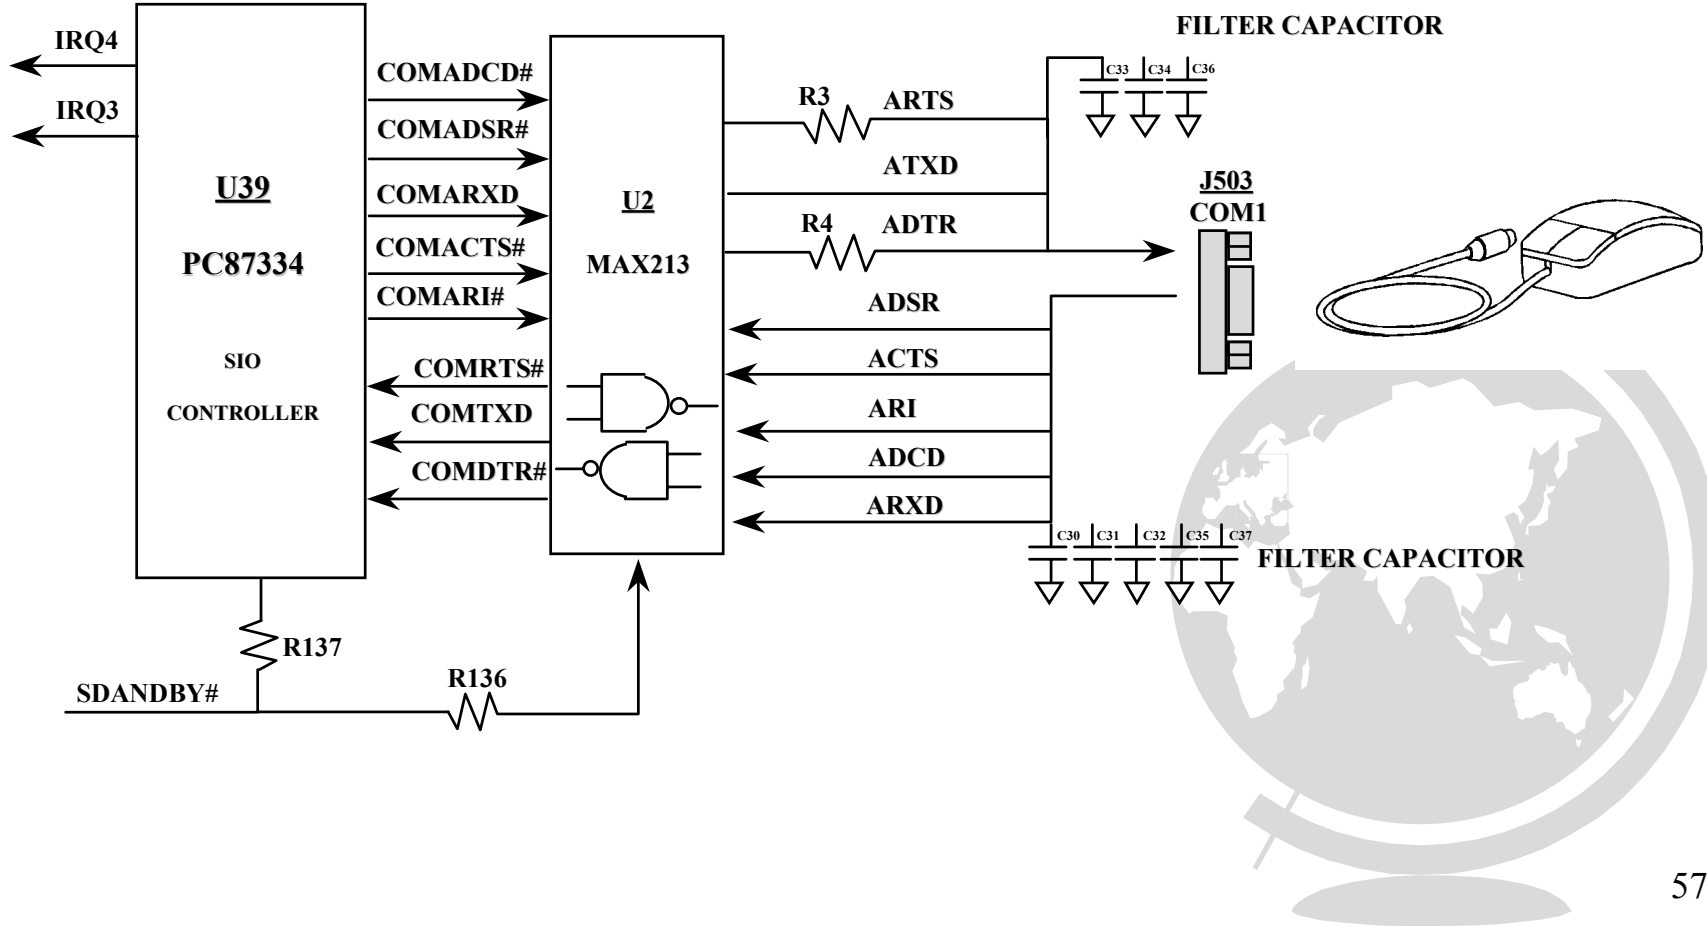 FILTER CAPACITOR
IRQ4
IRQ3
U39
PC87334
SIO
CONTROLLER
COMADCD#
COMADSR#
COMARXD
COMACTS#
COMARI#
COMRTS#
COMTXD
COMDTR#
U2
MAX213
R3
ARTS
ATXD
R4
ADTR
ADSR
ACTS
ARI
ADCD
ARXD
C33 C34 C36
J503
COM1
C30 C31 C32 C35 C37
FILTER CAPACITOR
R137
R136
SDANDBY#
57